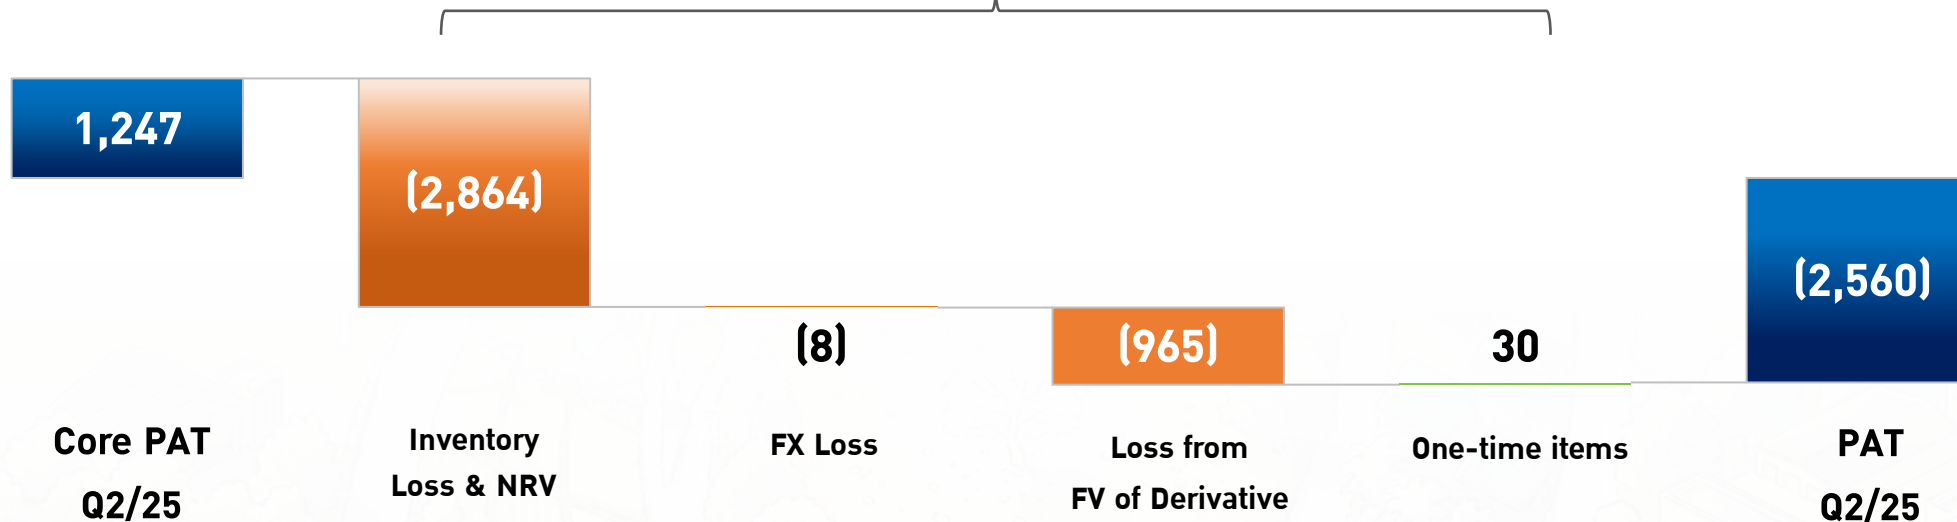 1,247
(2,864)
(8)
(965)
30
(2,560)
Core PAT
Q2/25
Inventory
Loss & NRV
FX Loss
Loss from
FV of Derivative
One-time items
PAT
Q2/25